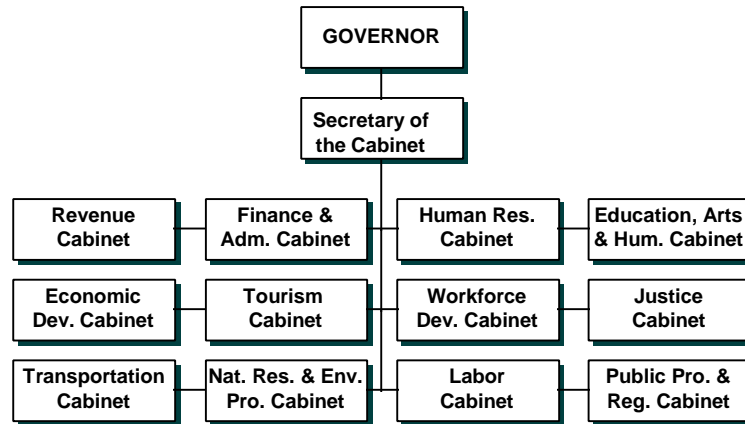 GOVERNOR
Secretary of
the Cabinet
Revenue
Cabinet
Finance &
Adm. Cabinet
Human Res.
Cabinet
Education, Arts
& Hum. Cabinet
Economic
Dev. Cabinet
Tourism
Cabinet
Workforce
Dev. Cabinet
Justice
Cabinet
Transportation
Cabinet
Nat. Res. & Env.
Pro. Cabinet
Labor
Cabinet
Public Pro. &
Reg. Cabinet